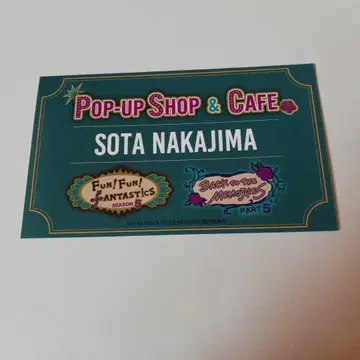 POP-UP SHOP & CAFE
SOTA NAKAJIMA
FUN! FUN!
FANTASTICS
SEASON 5
BACK TO THE
MEMORIES
PART 5